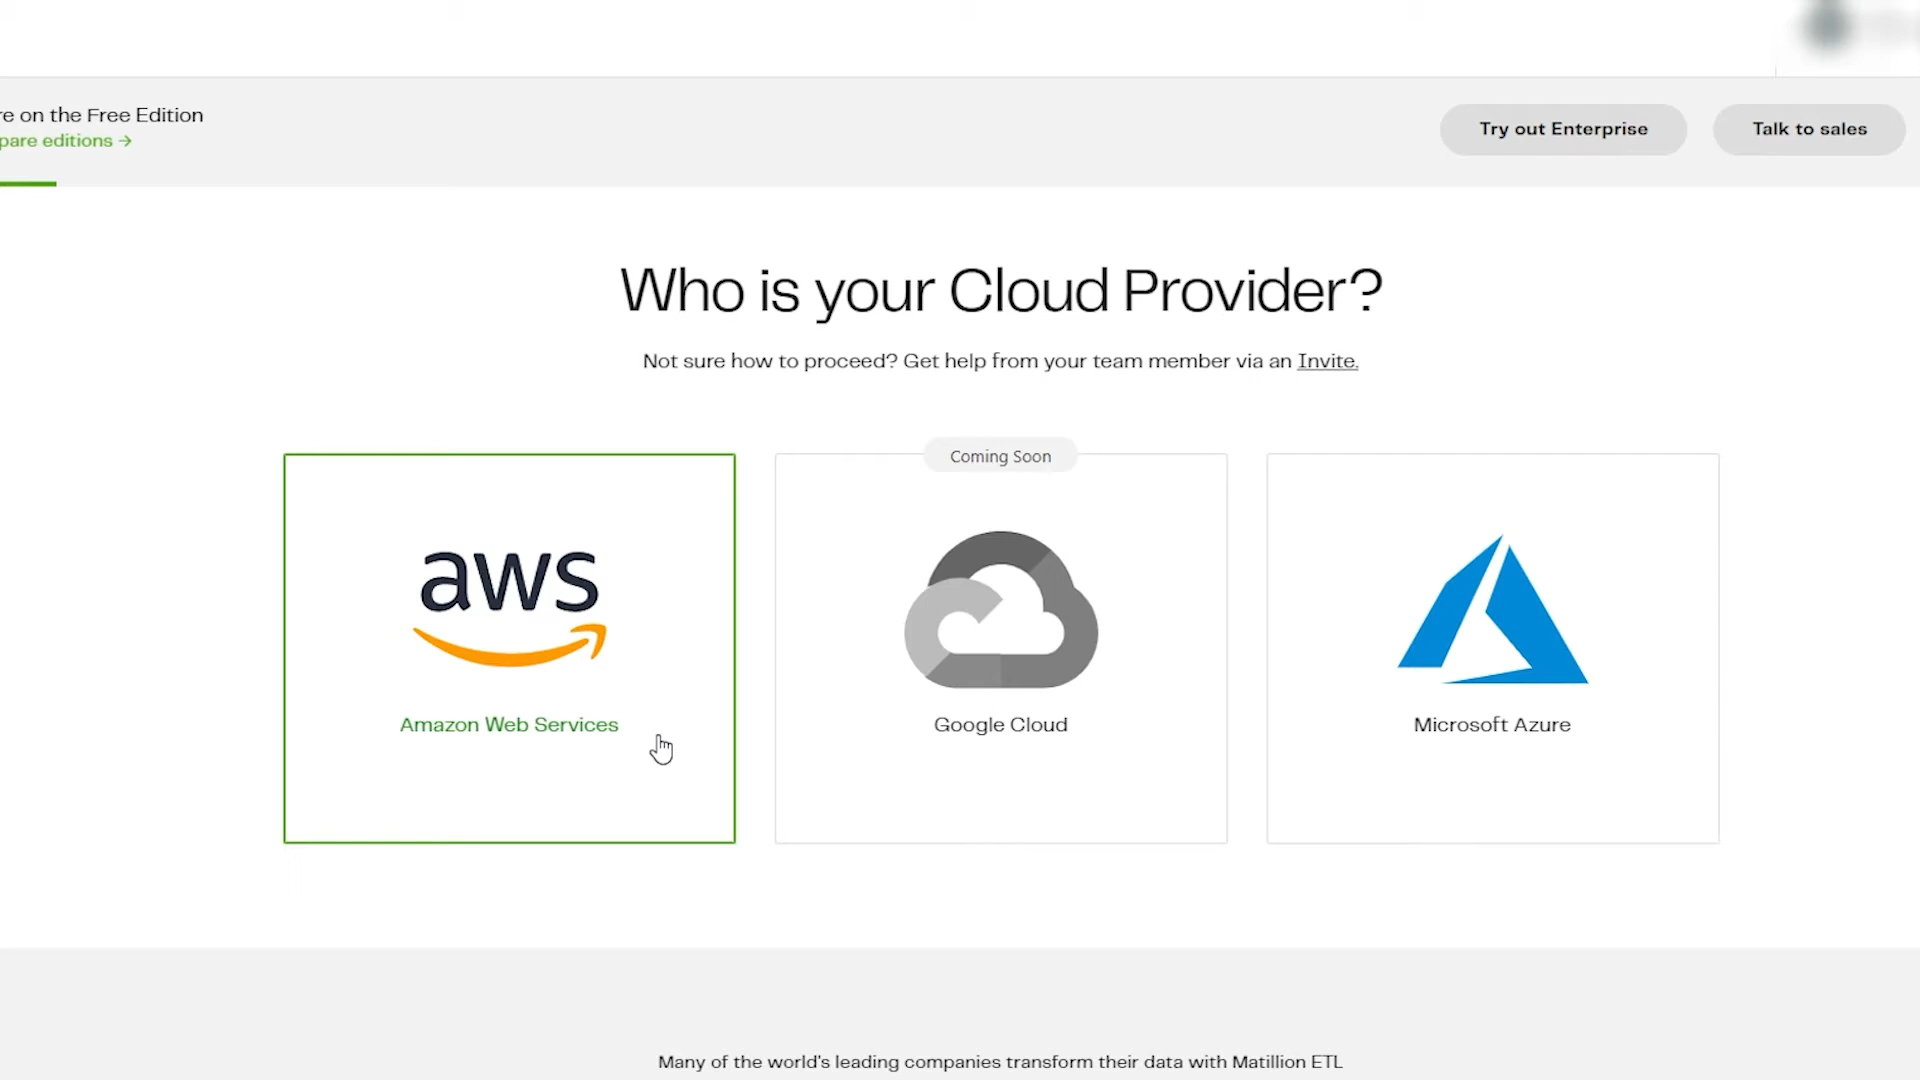 re on the Free Edition
pare editions →
Try out Enterprise
Talk to sales
Who is your Cloud Provider?
Not sure how to proceed? Get help from your team member via an Invite.
Coming Soon
aws
Amazon Web Services
Google Cloud
Microsoft Azure
Many of the world's leading companies transform their data with Matillion ETL